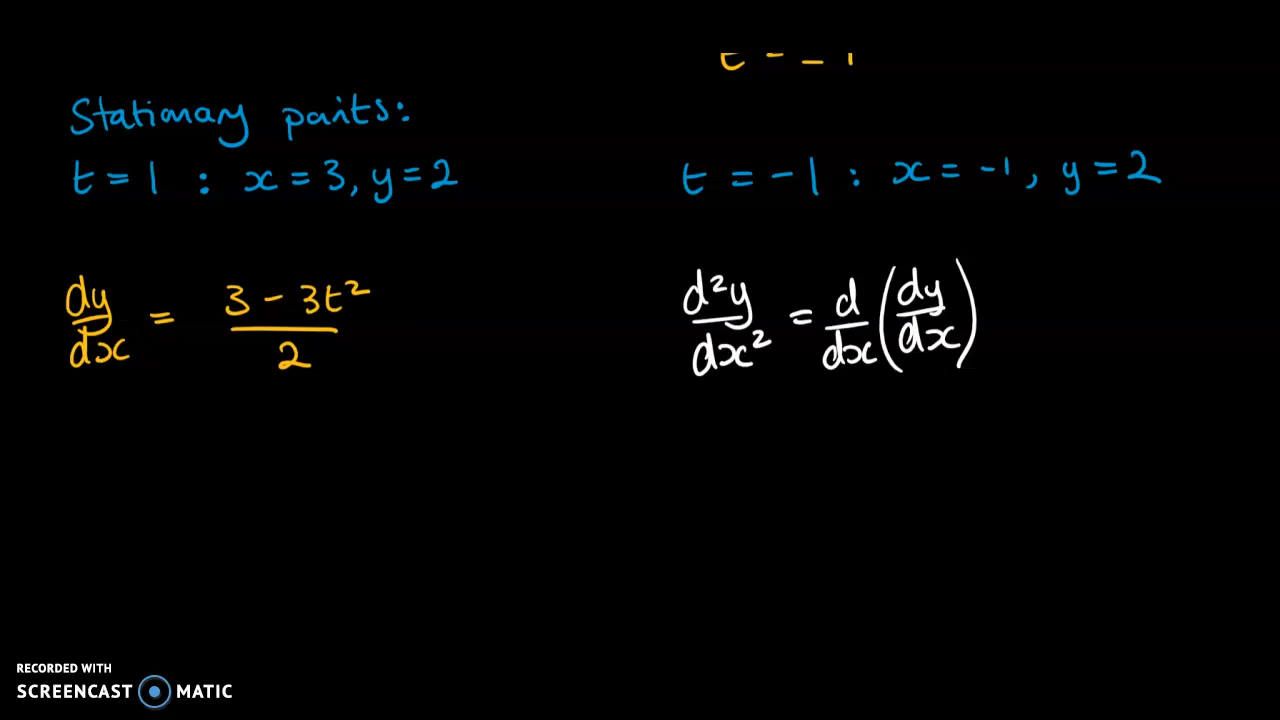 t = ± 1
Stationary points:
t = 1 : x = 3, y = 2
t = -1 : x = -1, y = 2
dy/dx = (3 - 3t²)/2
d²y/dx² = d/dx (dy/dx)
RECORDED WITH
SCREENCAST MATIC